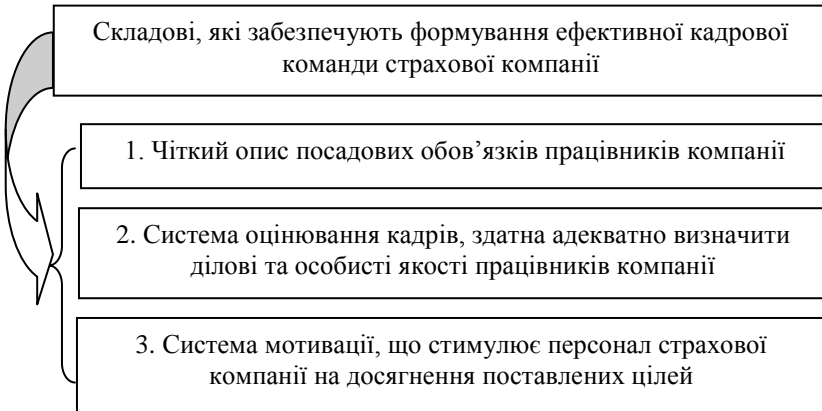 Складові, які забезпечують формування ефективної кадрової
команди страхової компанії
1. Чіткий опис посадових обов’язків працівників компанії
2. Система оцінювання кадрів, здатна адекватно визначити
ділові та особисті якості працівників компанії
3. Система мотивації, що стимулює персонал страхової
компанії на досягнення поставлених цілей